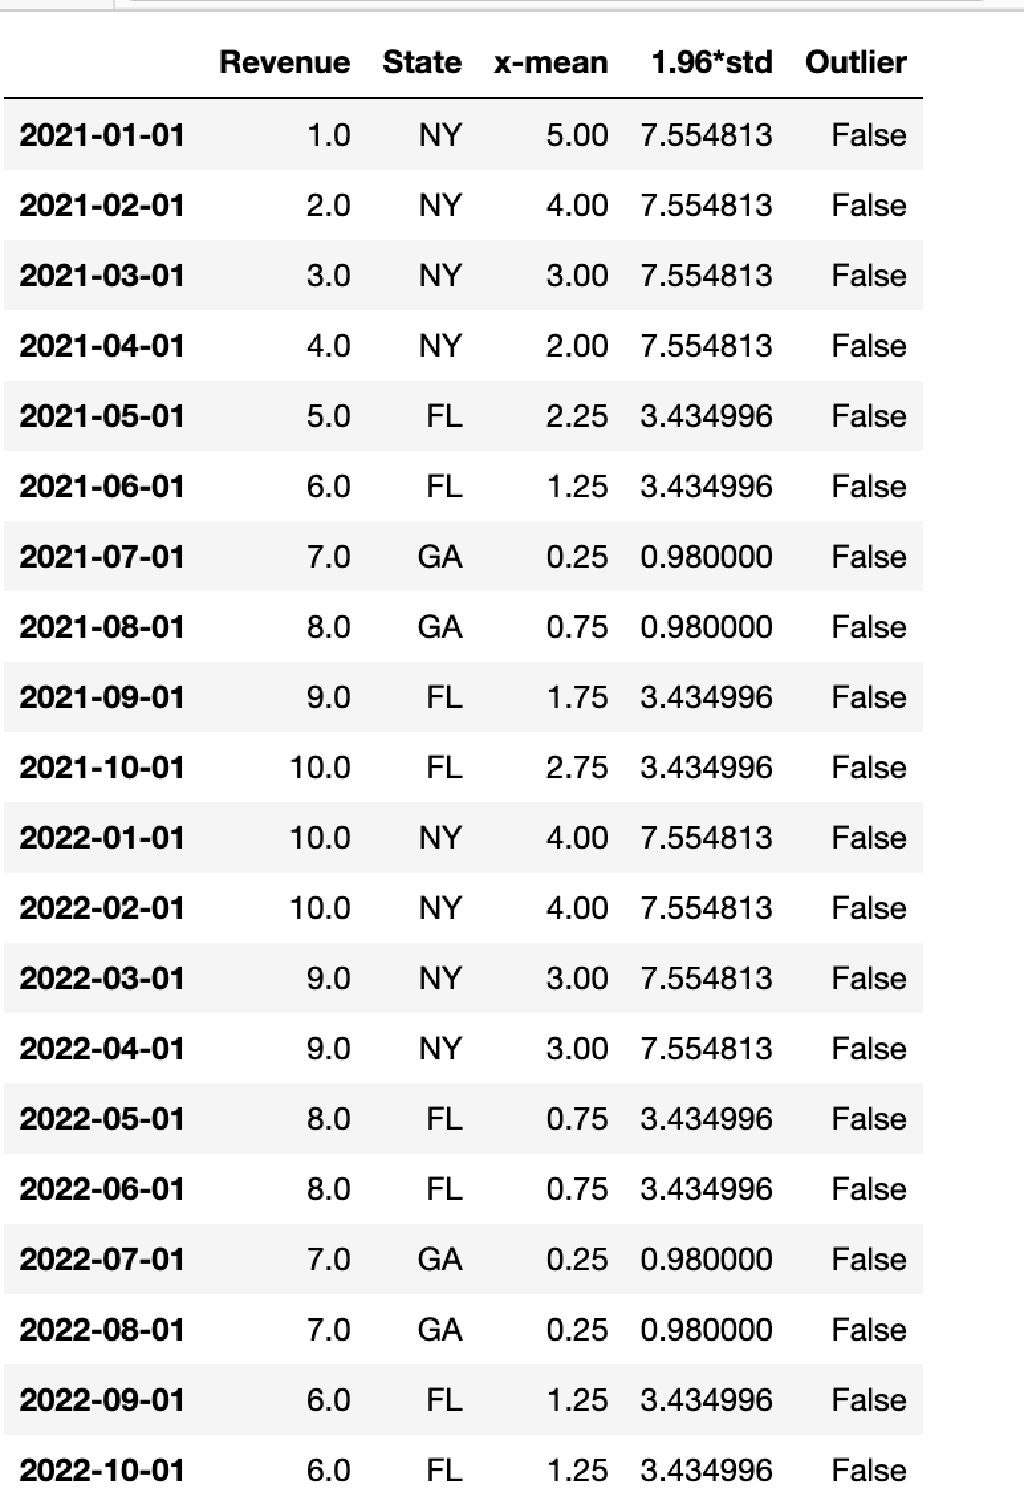 Revenue State x-mean 1.96*std Outlier
2021-01-01 1.0 NY 5.00 7.554813 False
2021-02-01 2.0 NY 4.00 7.554813 False
2021-03-01 3.0 NY 3.00 7.554813 False
2021-04-01 4.0 NY 2.00 7.554813 False
2021-05-01 5.0 FL 2.25 3.434996 False
2021-06-01 6.0 FL 1.25 3.434996 False
2021-07-01 7.0 GA 0.25 0.980000 False
2021-08-01 8.0 GA 0.75 0.980000 False
2021-09-01 9.0 FL 1.75 3.434996 False
2021-10-01 10.0 FL 2.75 3.434996 False
2022-01-01 10.0 NY 4.00 7.554813 False
2022-02-01 10.0 NY 4.00 7.554813 False
2022-03-01 9.0 NY 3.00 7.554813 False
2022-04-01 9.0 NY 3.00 7.554813 False
2022-05-01 8.0 FL 0.75 3.434996 False
2022-06-01 8.0 FL 0.75 3.434996 False
2022-07-01 7.0 GA 0.25 0.980000 False
2022-08-01 7.0 GA 0.25 0.980000 False
2022-09-01 6.0 FL 1.25 3.434996 False
2022-10-01 6.0 FL 1.25 3.434996 False